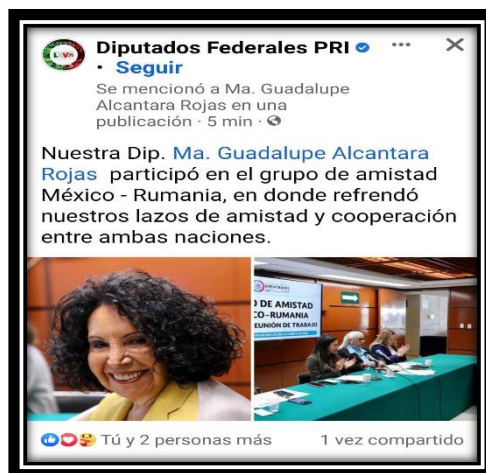 Diputados Federales PRI
· Seguir
Se mencionó a Ma. Guadalupe
Alcantara Rojas en una
publicación · 5 min ·
Nuestra Dip. Ma. Guadalupe Alcantara
Rojas participó en el grupo de amistad
México - Rumania, en donde refrendó
nuestros lazos de amistad y cooperación
entre ambas naciones.
DIPUTADOS
O DE AMISTAD
CO-RUMANIA
EUNIÓN DE TRABAJO
Tú y 2 personas más 1 vez compartido